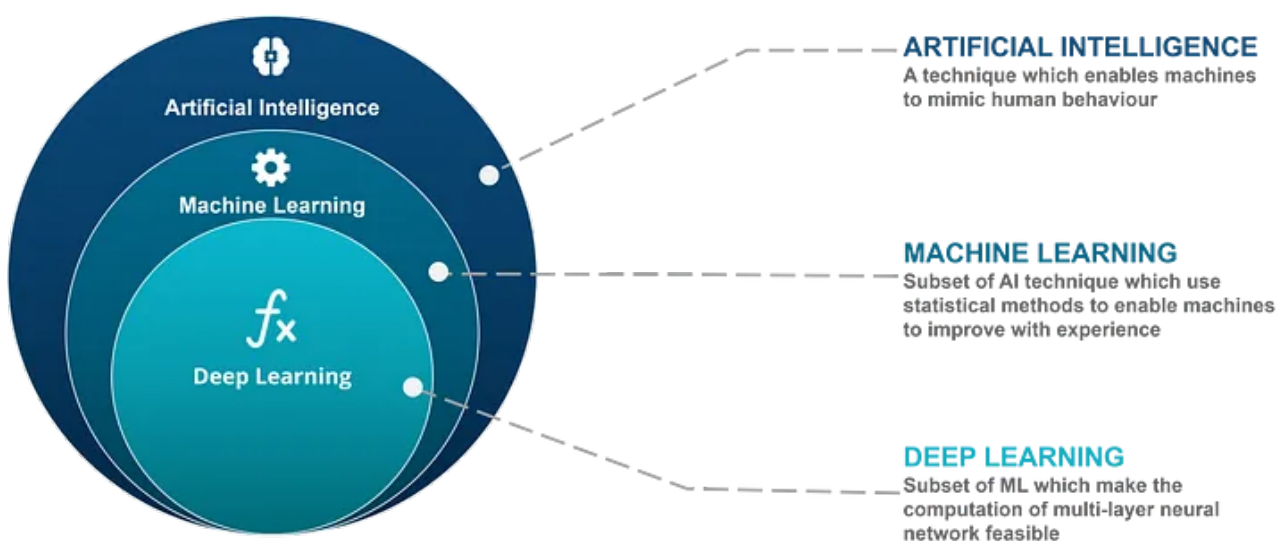 Artificial Intelligence
Machine Learning
fx
Deep Learning
ARTIFICIAL INTELLIGENCE
A technique which enables machines
to mimic human behaviour
MACHINE LEARNING
Subset of AI technique which use
statistical methods to enable machines
to improve with experience
DEEP LEARNING
Subset of ML which make the
computation of multi-layer neural
network feasible